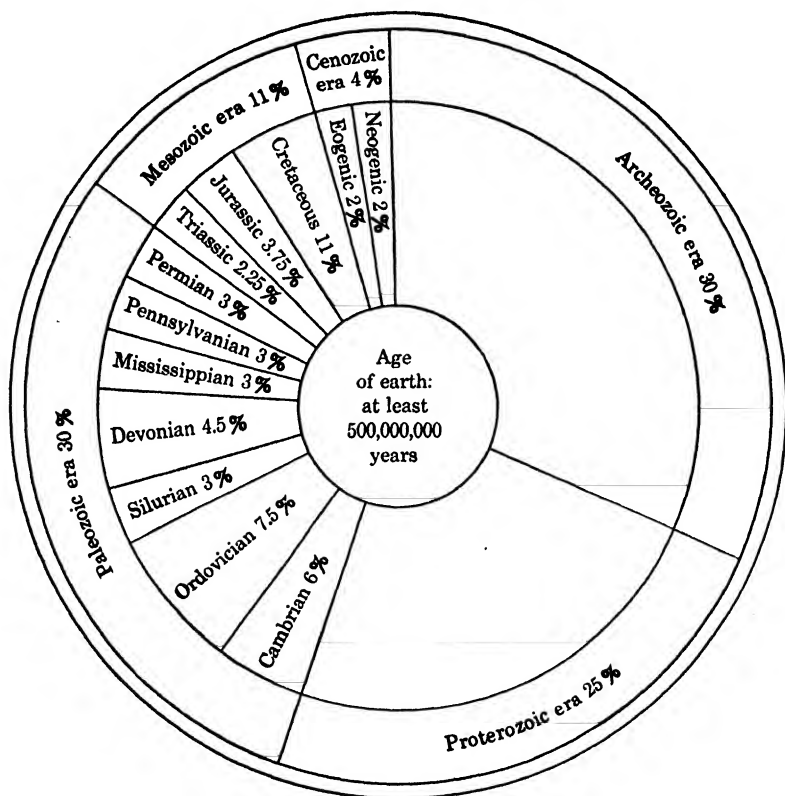 Cenozoic
era 4%
Archeozoic era 30%
Proterozoic era 25%
Paleozoic era 30%
Mesozoic era 11%
Neogenic 2%
Eogenic 2%
Cretaceous 11%
Jurassic 3.75%
Triassic 2.25%
Permian 3%
Pennsylvanian 3%
Mississippian 3%
Devonian 4.5%
Silurian 3%
Ordovician 7.5%
Cambrian 6%
Age
of earth:
at least
500,000,000
years